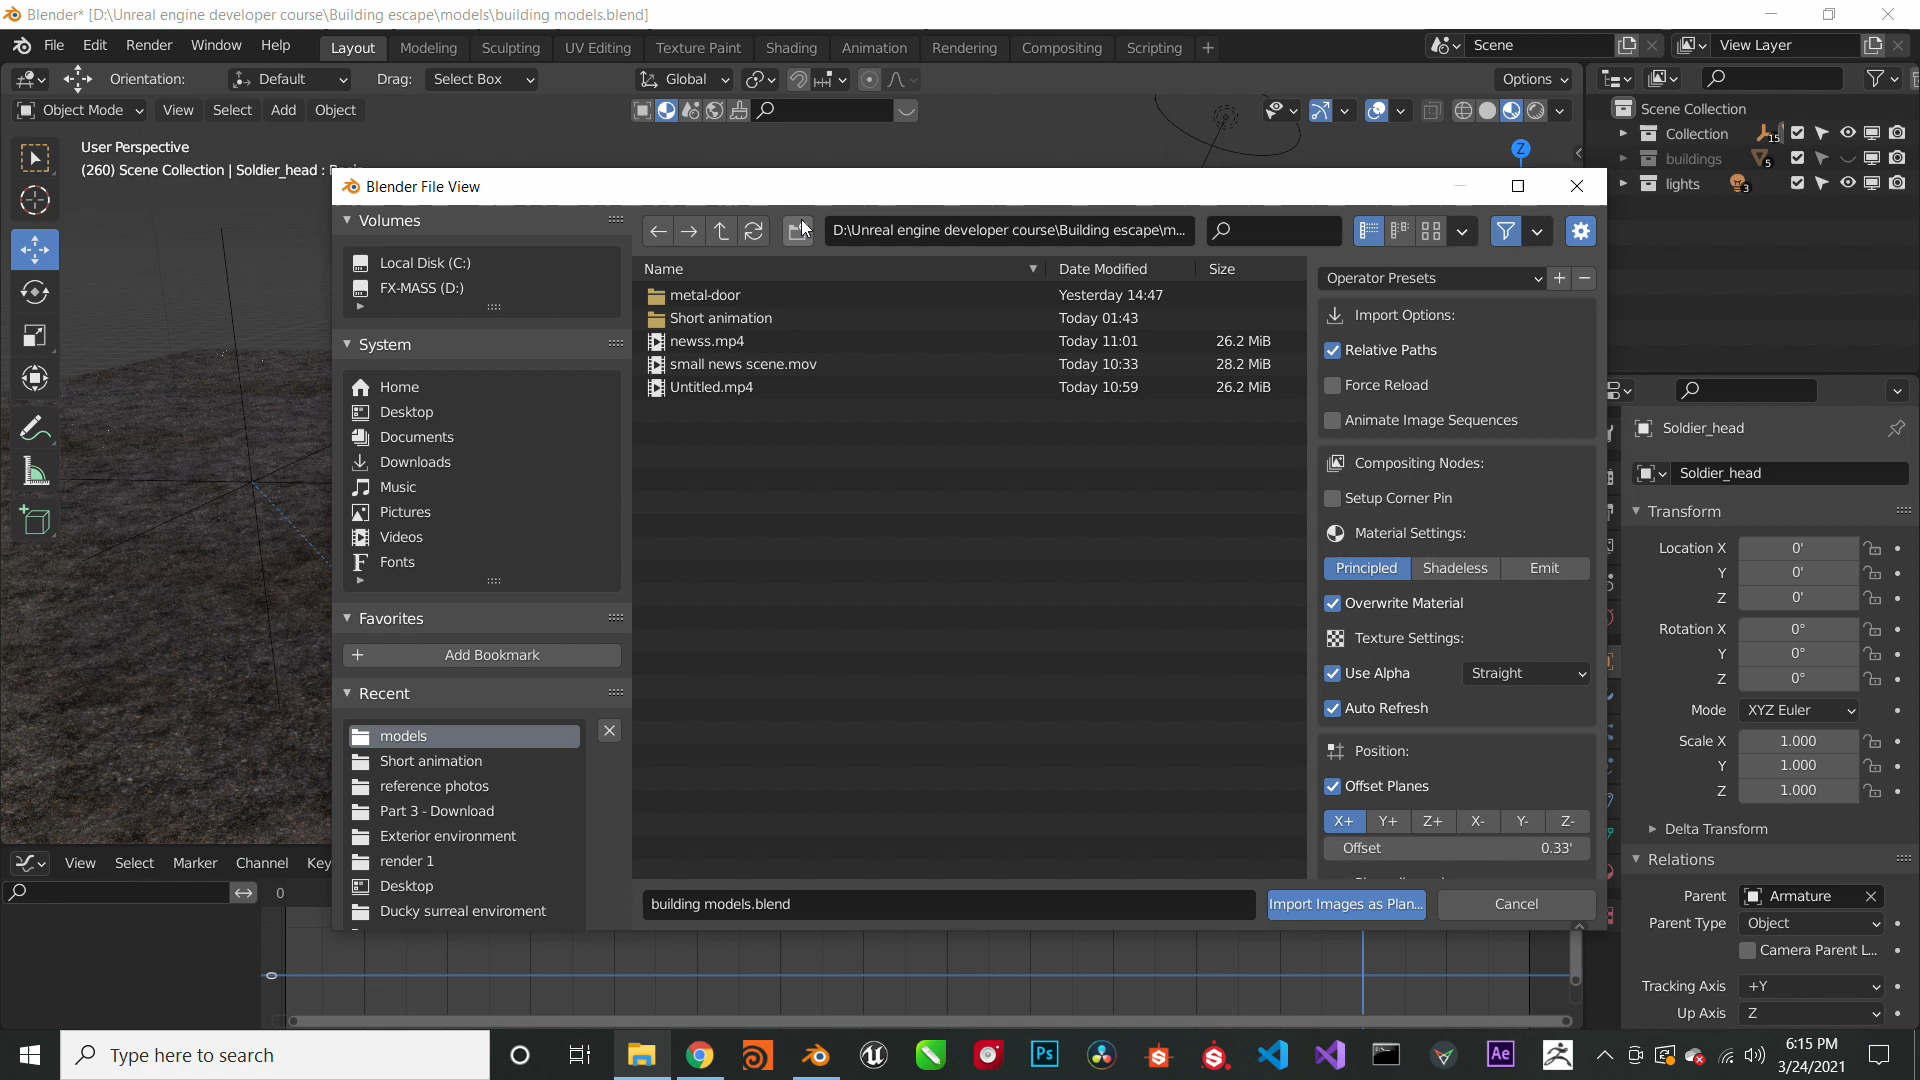 Blender* [D:\Unreal engine developer course\Building escape\models\building models.blend]
File Edit Render Window Help Layout Modeling Sculpting UV Editing Texture Paint Shading Animation Rendering Compositing Scripting + Scene View Layer
Orientation: Default Drag: Select Box Global Options
Object Mode View Select Add Object
User Perspective
(260) Scene Collection | Soldier_head :
Z
Scene Collection
Collection 15
buildings 5
lights 3
Blender File View
Volumes
Local Disk (C:)
FX-MASS (D:)
System
Home
Desktop
Documents
Downloads
Music
Pictures
Videos
Fonts
Favorites
+ Add Bookmark
Recent
models
Short animation
reference photos
Part 3 - Download
Exterior environment
render 1
Desktop
Ducky surreal enviroment
D:\Unreal engine developer course\Building escape\m...
Name Date Modified Size
metal-door Yesterday 14:47
Short animation Today 01:43
newss.mp4 Today 11:01 26.2 MiB
small news scene.mov Today 10:33 28.2 MiB
Untitled.mp4 Today 10:59 26.2 MiB
building models.blend
Import Images as Plan... Cancel
Operator Presets + −
Import Options:
Relative Paths
Force Reload
Animate Image Sequences
Compositing Nodes:
Setup Corner Pin
Material Settings:
Principled Shadeless Emit
Overwrite Material
Texture Settings:
Use Alpha Straight
Auto Refresh
Position:
Offset Planes
X+ Y+ Z+ X- Y- Z-
Offset 0.33'
Soldier_head
Soldier_head
Transform
Location X 0'
Y 0'
Z 0'
Rotation X 0°
Y 0°
Z 0°
Mode XYZ Euler
Scale X 1.000
Y 1.000
Z 1.000
Delta Transform
Relations
Parent Armature
Parent Type Object
Camera Parent L...
Tracking Axis +Y
Up Axis Z
View Select Marker Channel Key
0
Type here to search
Ps
Ae
6:15 PM
3/24/2021